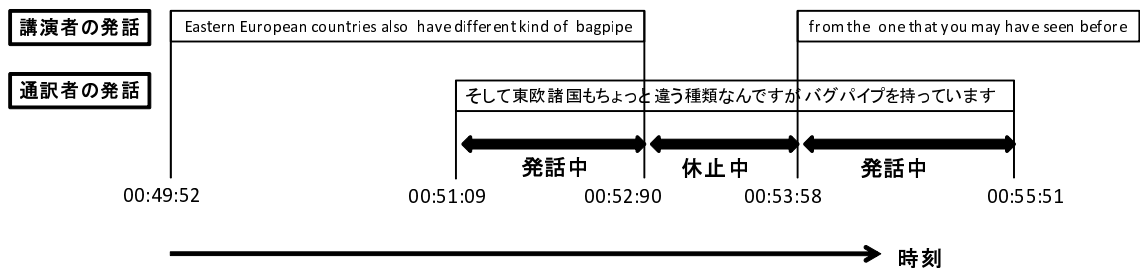 講演者の発話
Eastern European countries also have different kind of bagpipe
from the one that you may have seen before
通訳者の発話
そして東欧諸国もちょっと違う種類なんですが バグパイプを持っています
発話中
休止中
発話中
00:49:52
00:51:09
00:52:90
00:53:58
00:55:51
時刻